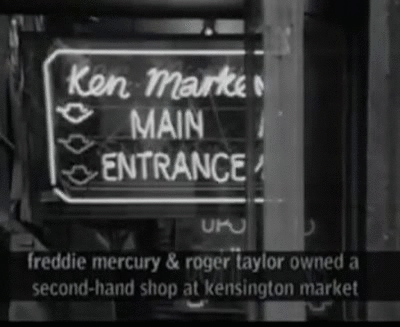 Ken Marke
MAIN
ENTRANCE
freddie mercury & roger taylor owned a
second-hand shop at kensington market